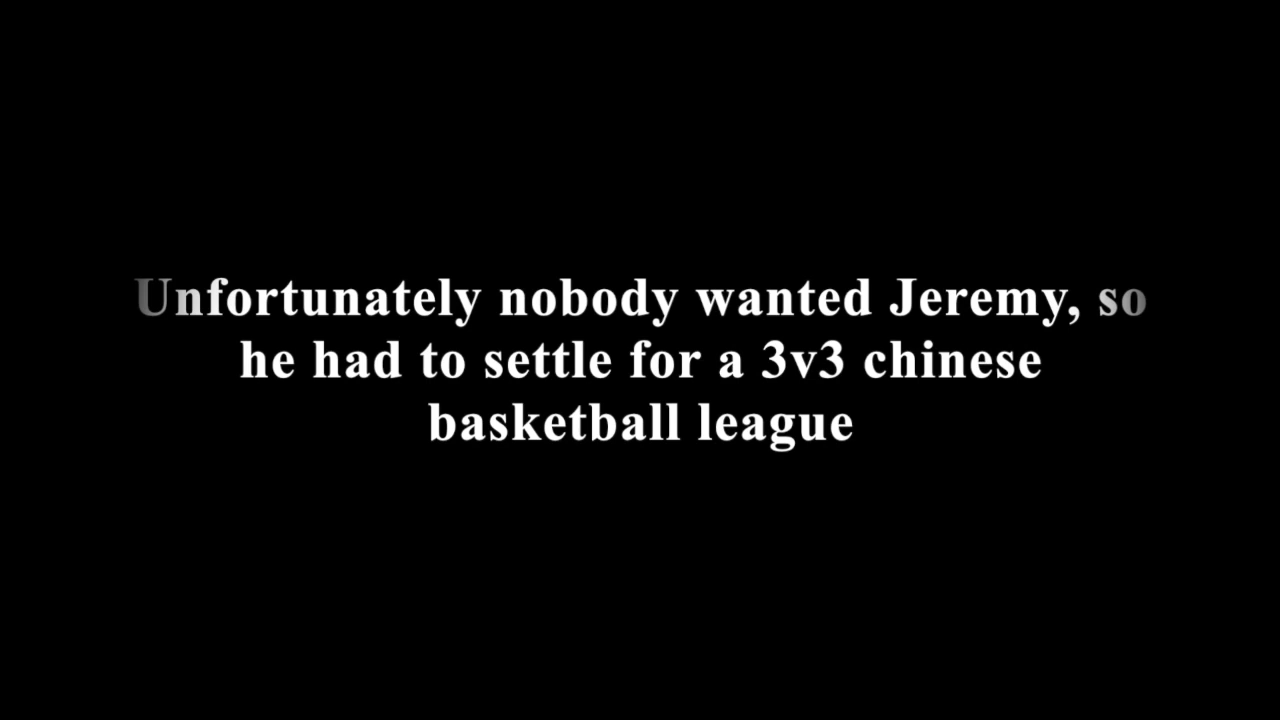 Unfortunately nobody wanted Jeremy, so
he had to settle for a 3v3 chinese
basketball league